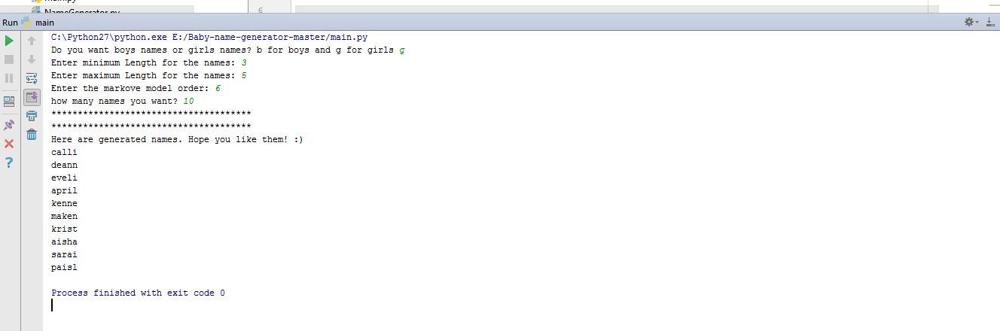 main.py
NameGenerator.py
6
Run main
C:\Python27\python.exe E:/Baby-name-generator-master/main.py
Do you want boys names or girls names? b for boys and g for girls g
Enter minimum Length for the names: 3
Enter maximum Length for the names: 5
Enter the markove model order: 6
how many names you want? 10
**************************************
**************************************
Here are generated names. Hope you like them! :)
calli
deann
eveli
april
kenne
maken
krist
aisha
sarai
paisl
Process finished with exit code 0